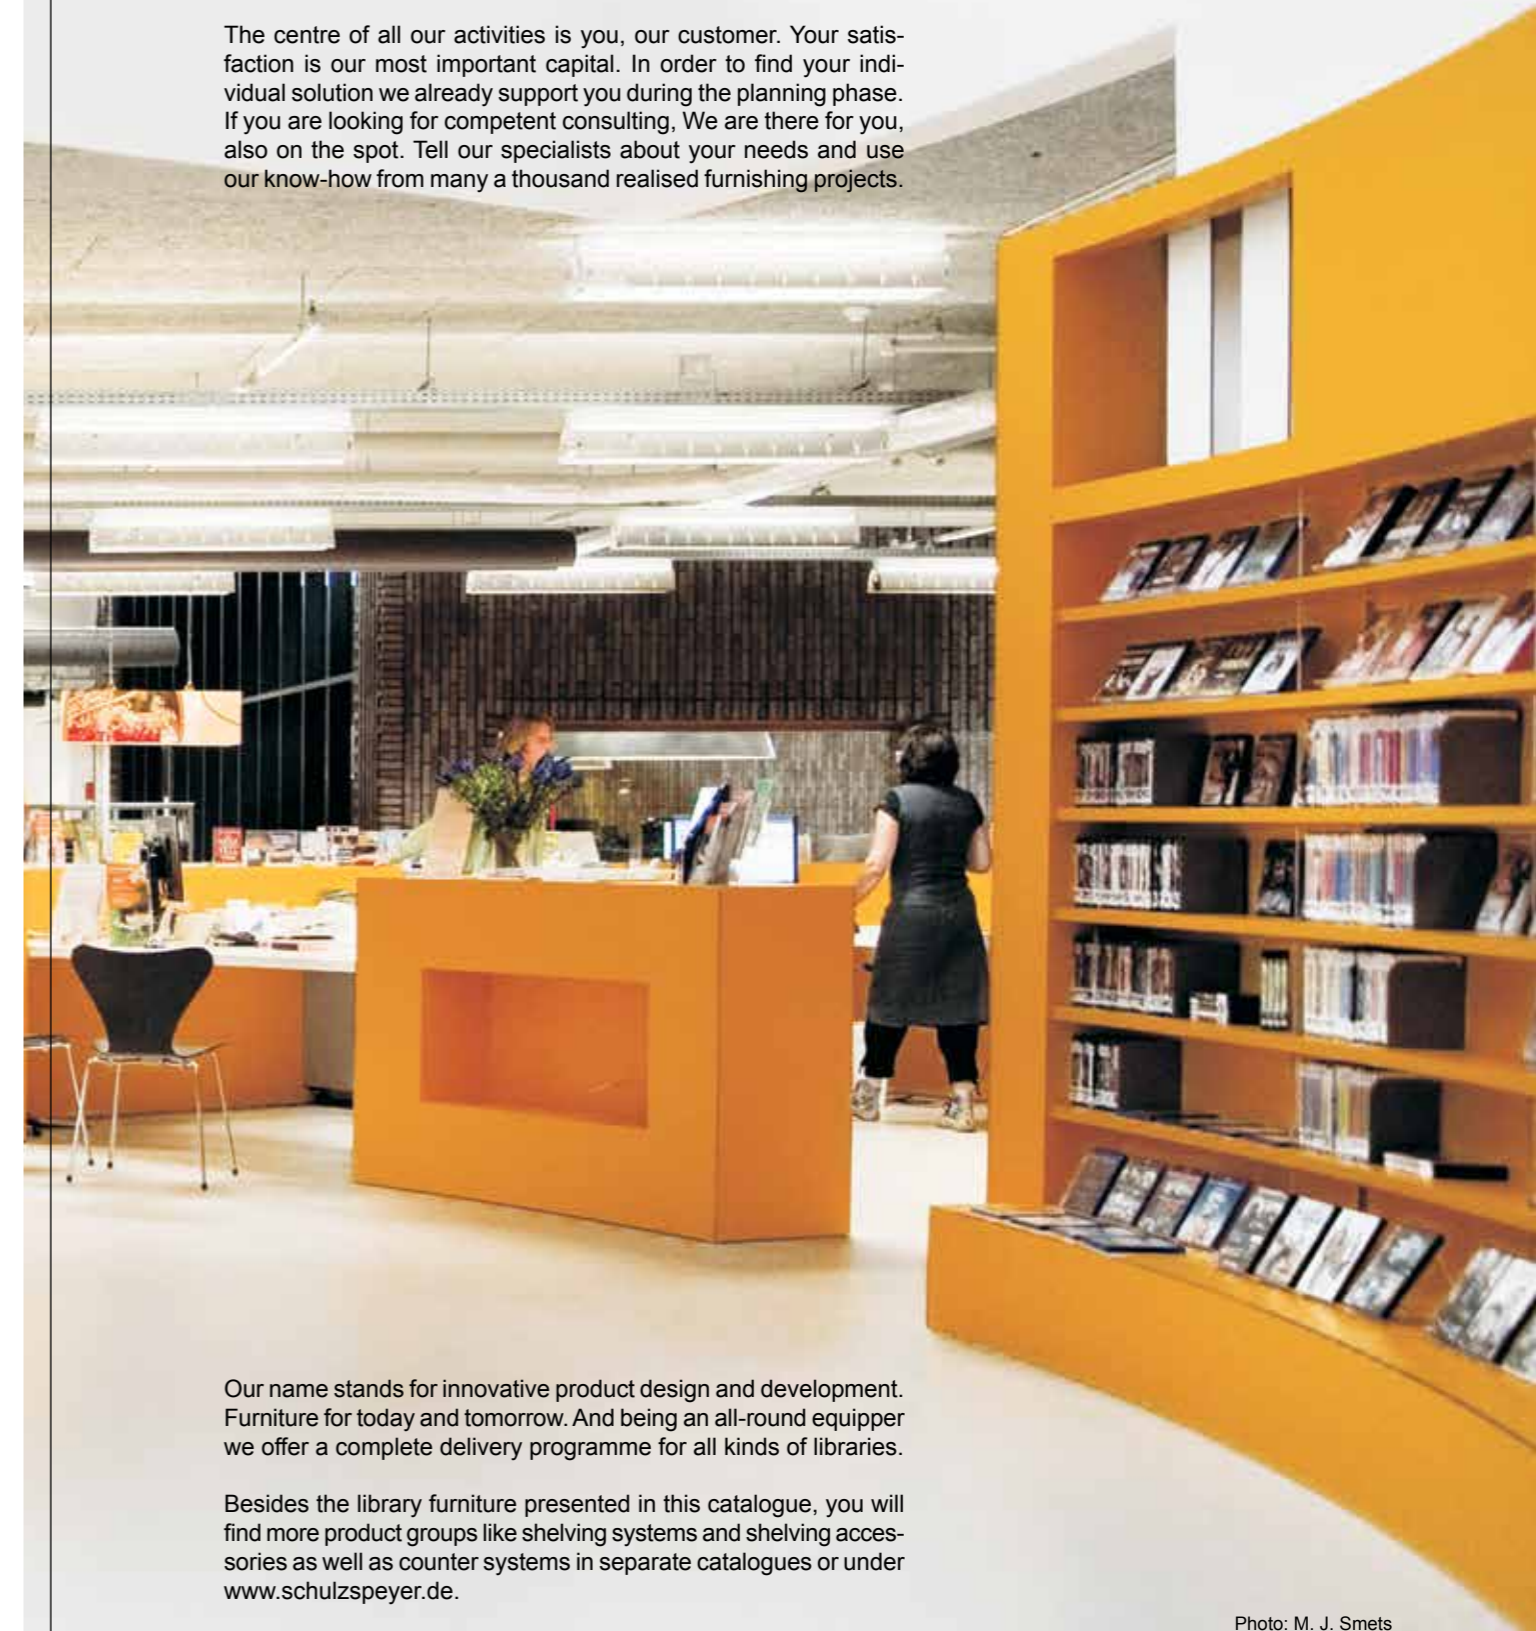 The centre of all our activities is you, our customer. Your satis-
faction is our most important capital. In order to find your indi-
vidual solution we already support you during the planning phase.
If you are looking for competent consulting, We are there for you,
also on the spot. Tell our specialists about your needs and use
our know-how from many a thousand realised furnishing projects.
Our name stands for innovative product design and development.
Furniture for today and tomorrow. And being an all-round equipper
we offer a complete delivery programme for all kinds of libraries.
Besides the library furniture presented in this catalogue, you will
find more product groups like shelving systems and shelving acces-
sories as well as counter systems in separate catalogues or under
www.schulzspeyer.de.
Photo: M. J. Smets